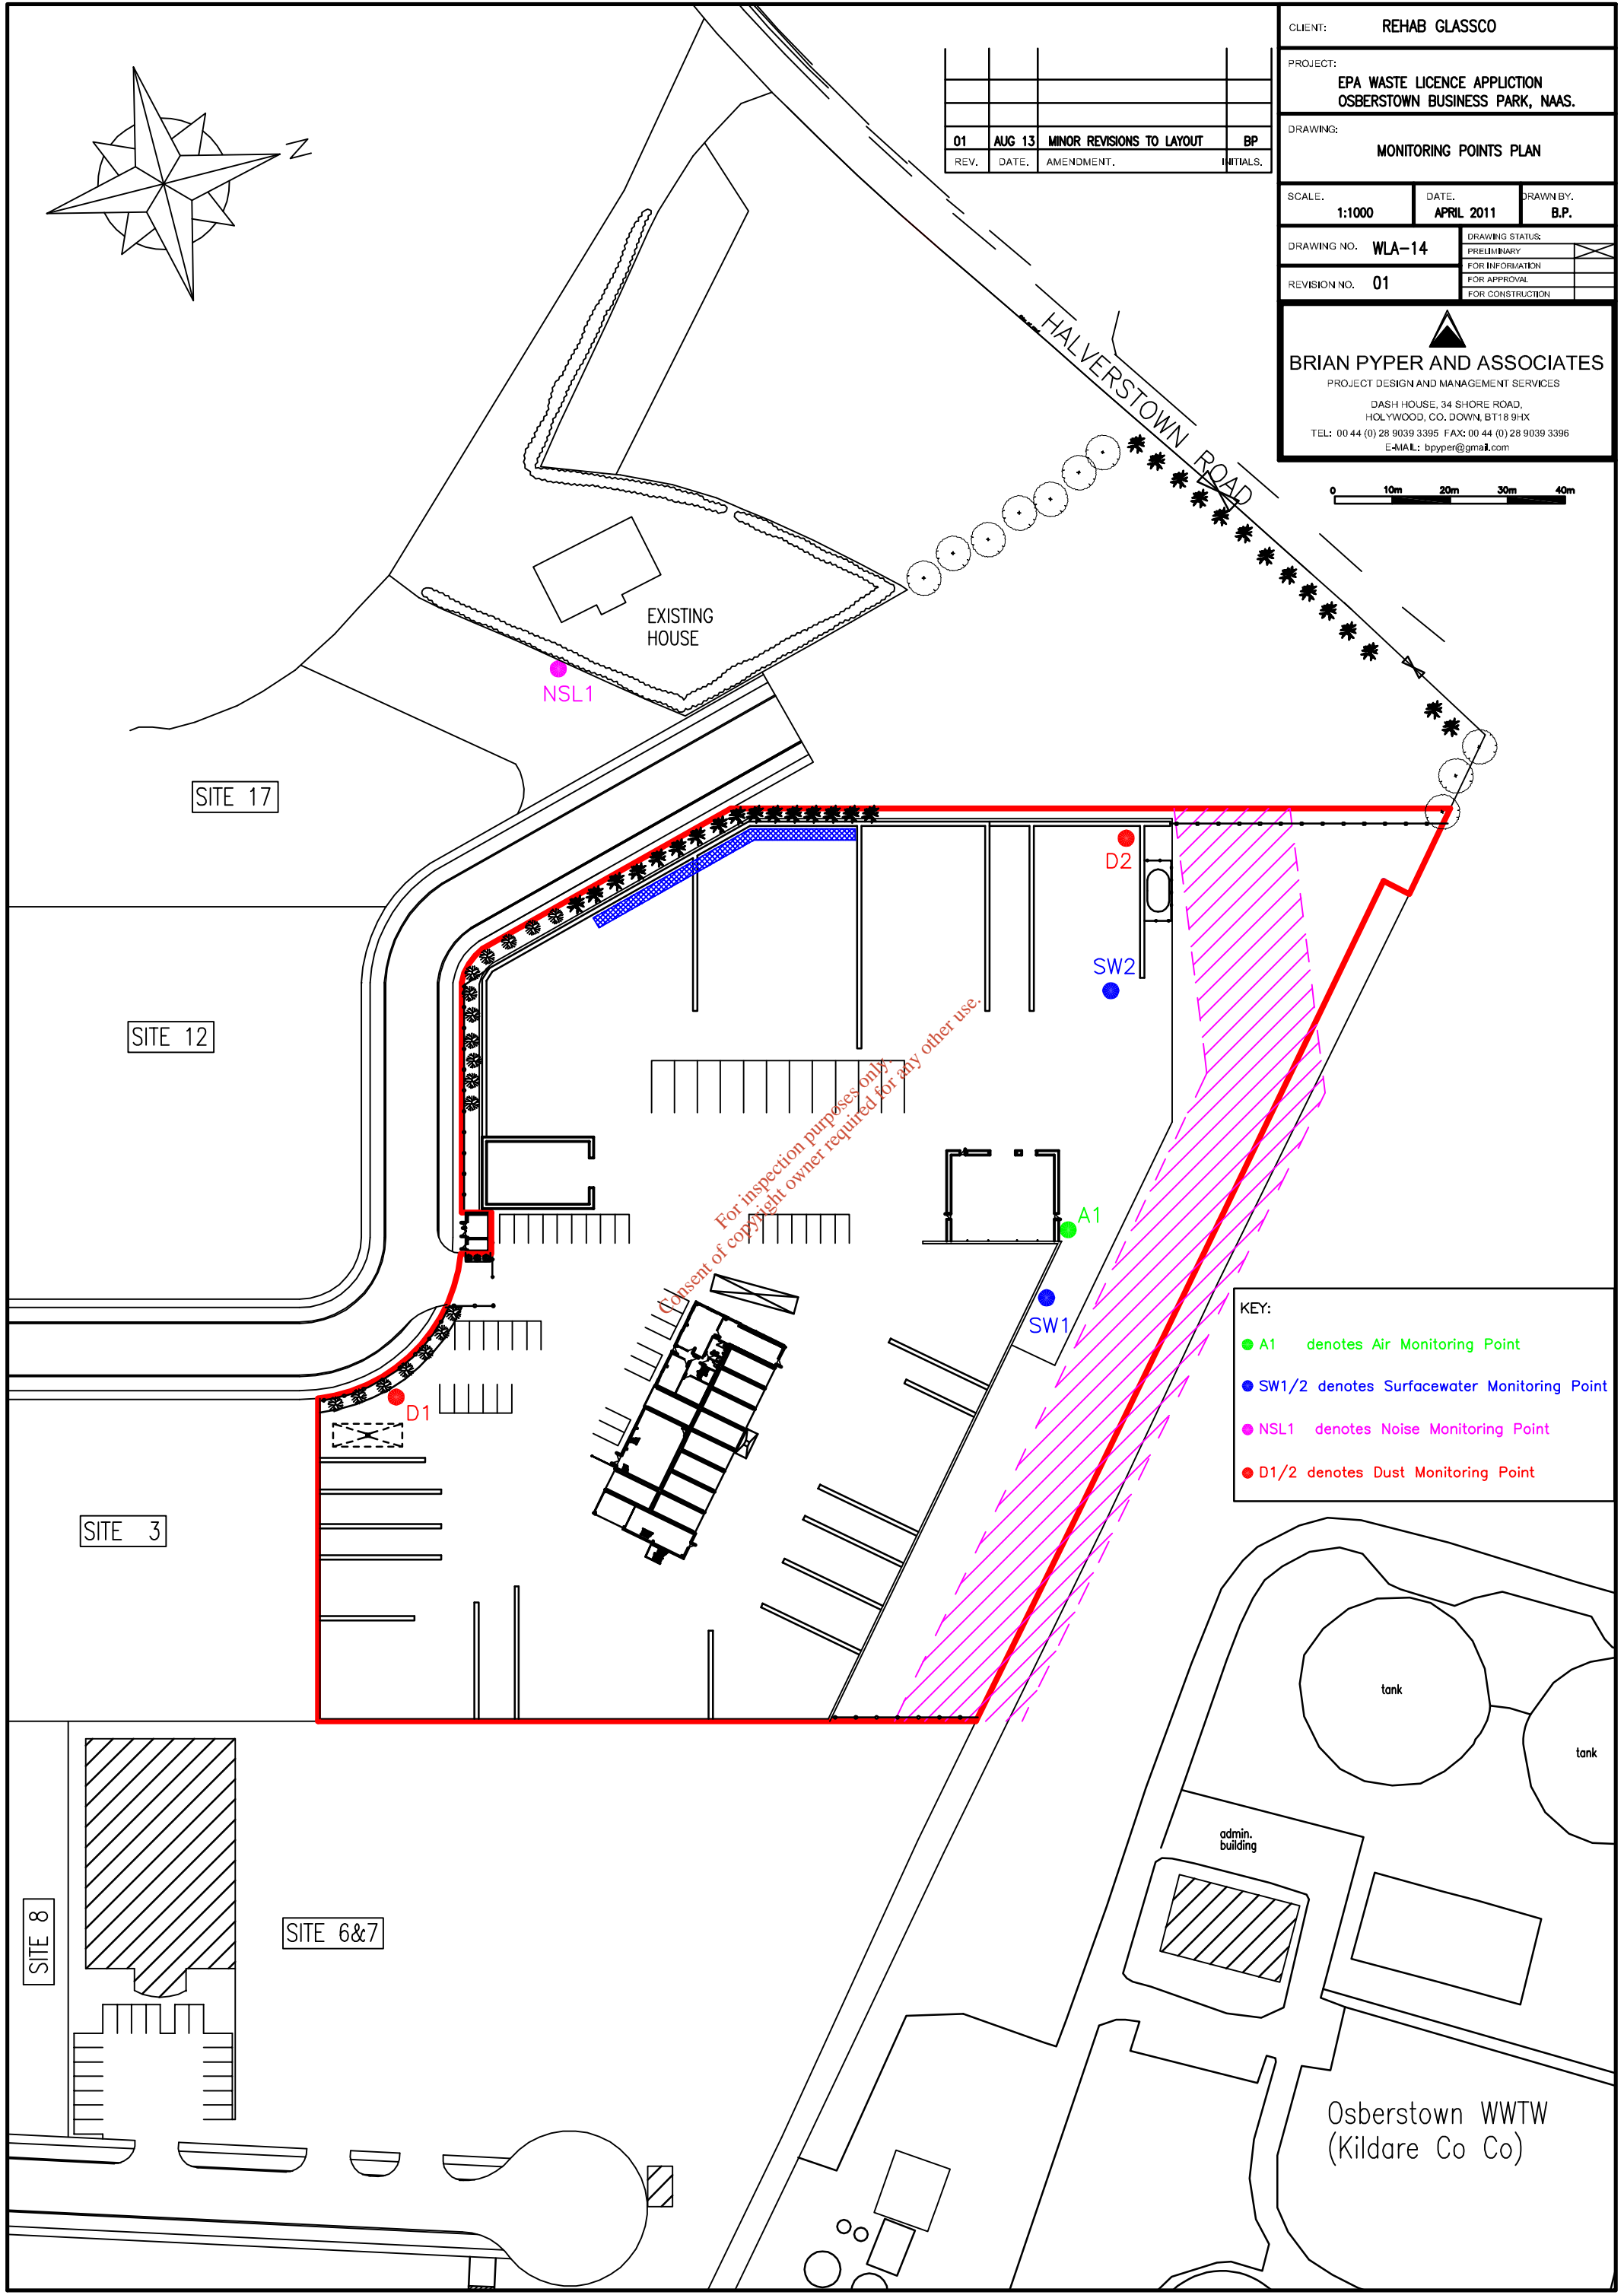 CLIENT: REHAB GLASSCO
PROJECT:
EPA WASTE LICENCE APPLICTION
OSBERSTOWN BUSINESS PARK, NAAS.
DRAWING:
MONITORING POINTS PLAN
SCALE. DATE. DRAWN BY.
1:1000 APRIL 2011 B.P.
DRAWING NO. WLA-14
REVISION NO. 01
DRAWING STATUS:
PRELIMINARY
FOR INFORMATION
FOR APPROVAL
FOR CONSTRUCTION
BRIAN PYPER AND ASSOCIATES
PROJECT DESIGN AND MANAGEMENT SERVICES
DASH HOUSE, 34 SHORE ROAD,
HOLYWOOD, CO. DOWN, BT18 9HX
TEL: 00 44 (0) 28 9039 3395 FAX: 00 44 (0) 28 9039 3396
E-MAIL: bpyper@gmail.com
01 AUG 13 MINOR REVISIONS TO LAYOUT BP
REV. DATE. AMENDMENT. INITIALS.
N
0 10m 20m 30m 40m
HALVERSTOWN ROAD
EXISTING
HOUSE
NSL1
SITE 17
D2
SW2
SITE 12
For inspection purposes only.
Consent of copyright owner required for any other use.
A1
SW1
D1
KEY:
A1 denotes Air Monitoring Point
SW1/2 denotes Surfacewater Monitoring Point
NSL1 denotes Noise Monitoring Point
D1/2 denotes Dust Monitoring Point
SITE 3
tank
tank
admin.
building
SITE 8
SITE 6&7
Osberstown WWTW
(Kildare Co Co)